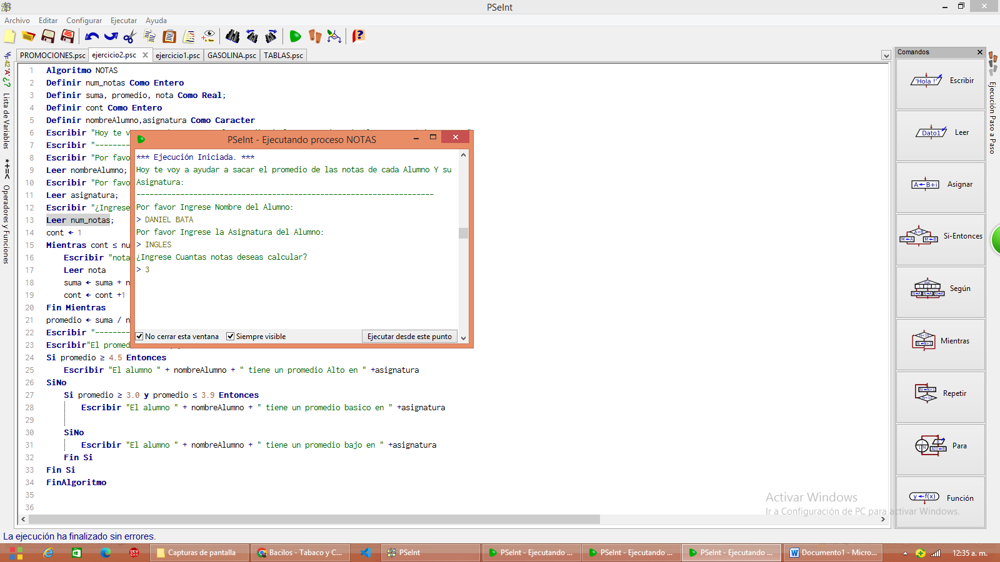 PSeInt
Archivo Editar Configurar Ejecutar Ayuda
PROMOCIONES.psc ejercicio2.psc ejercicio1.psc GASOLINA.psc TABLAS.psc
1 Algoritmo NOTAS
2 Definir num_notas Como Entero
3 Definir suma, promedio, nota Como Real;
4 Definir cont Como Entero
5 Definir nombreAlumno,asignatura Como Caracter
6 Escribir "Hoy te v
7 Escribir "--------
8 Escribir "Por favo
9 Leer nombreAlumno;
10 Escribir "Por favo
11 Leer asignatura;
12 Escribir "¿Ingrese
13 Leer num_notas;
14 cont ← 1
15 Mientras cont ≤ nu
16 Escribir "nota
17 Leer nota
18 suma ← suma + n
19 cont ← cont +1
20 Fin Mientras
21 promedio ← suma / n
22 Escribir "--------
23 Escribir"El promed
24 Si promedio ≥ 4.5 Entonces
25 Escribir "El alumno " + nombreAlumno + " tiene un promedio Alto en " +asignatura
26 SiNo
27 Si promedio ≥ 3.0 y promedio ≤ 3.9 Entonces
28 Escribir "El alumno " + nombreAlumno + " tiene un promedio basico en " +asignatura
29
30 SiNo
31 Escribir "El alumno " + nombreAlumno + " tiene un promedio bajo en " +asignatura
32 Fin Si
33 Fin Si
34 FinAlgoritmo
35
36
PSeInt - Ejecutando proceso NOTAS
*** Ejecución Iniciada. ***
Hoy te voy a ayudar a sacar el promedio de las notas de cada Alumno Y su
Asignatura:
--------------------------------------------------------------------
Por favor Ingrese Nombre del Alumno:
> DANIEL BATA
Por favor Ingrese la Asignatura del Alumno:
> INGLES
¿Ingrese Cuantas notas deseas calcular?
> 3
No cerrar esta ventana Siempre visible Ejecutar desde este punto
Lista de Variables
Operadores y Funciones
Comandos
'Hola !' Escribir
Dato1 Leer
A←B+i Asignar
A>B M←A M←B Si-Entonces
Según
Mientras
Repetir
Para
y←f(x) Función
Ejecución Paso a Paso
Activar Windows
Ir a Configuración de PC para activar Windows.
La ejecución ha finalizado sin errores.
Capturas de pantalla
Bacilos - Tabaco y C...
PSeInt
PSeInt - Ejecutando ...
PSeInt - Ejecutando ...
PSeInt - Ejecutando ...
Documento1 - Micro...
12:35 a. m.